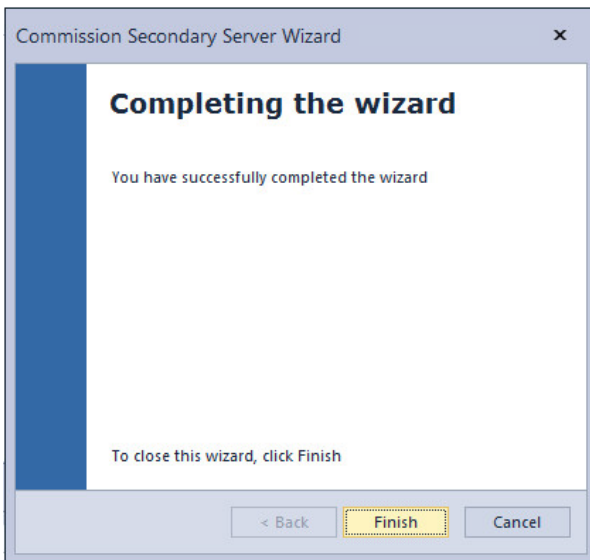 Commission Secondary Server Wizard
Completing the wizard
You have successfully completed the wizard
To close this wizard, click Finish
< Back Finish Cancel